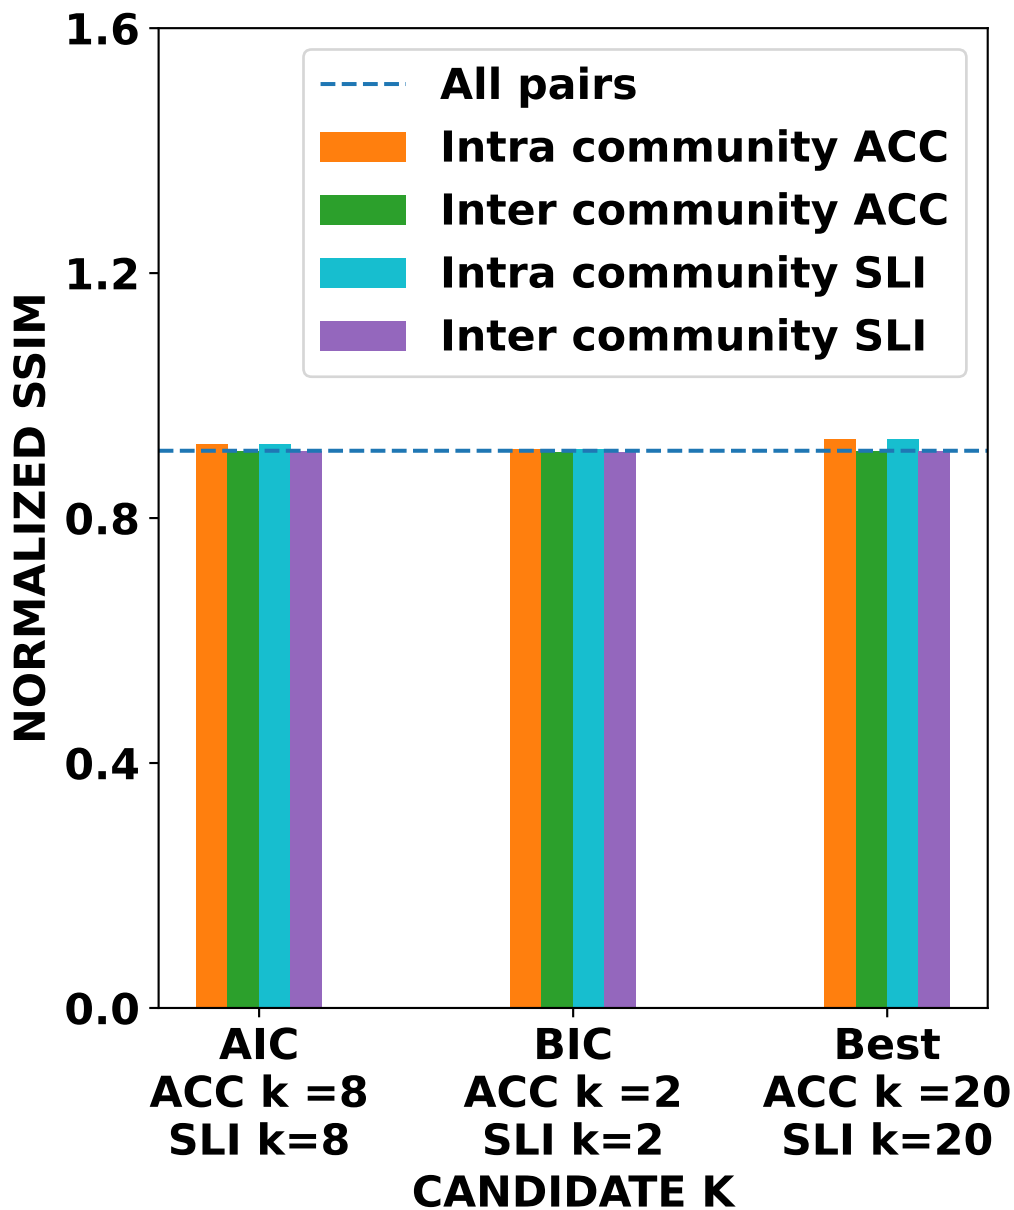 1.6
1.2
0.8
0.4
0.0
NORMALIZED SSIM
All pairs
Intra community ACC
Inter community ACC
Intra community SLI
Inter community SLI
AIC
ACC k =8
SLI k=8
BIC
ACC k =2
SLI k=2
Best
ACC k =20
SLI k=20
CANDIDATE K